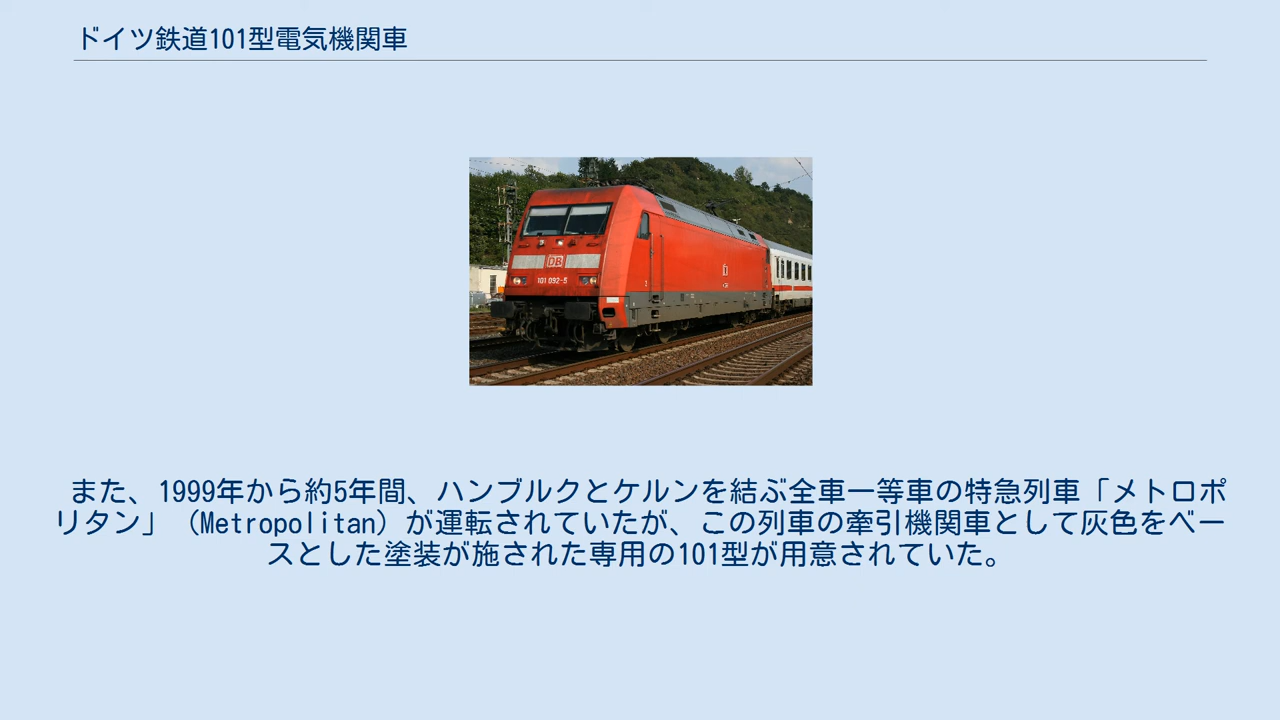 ドイツ鉄道101型電気機関車
DB
101 092-5
また、1999年から約5年間、ハンブルクとケルンを結ぶ全車一等車の特急列車「メトロポ
リタン」（Metropolitan）が運転されていたが、この列車の牽引機関車として灰色をベー
スとした塗装が施された専用の101型が用意されていた。